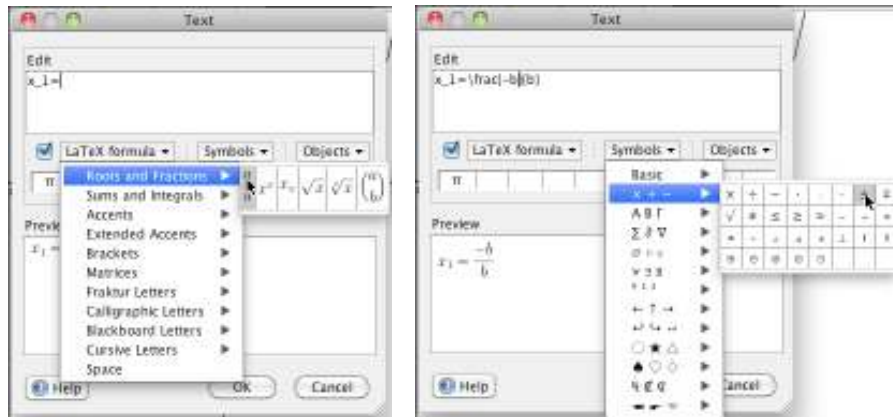 Text
Edit
x_1=
LaTeX formula
Symbols
Objects
π
Roots and Fractions
Sums and Integrals
Accents
Extended Accents
Brackets
Matrices
Fraktur Letters
Calligraphic Letters
Blackboard Letters
Cursive Letters
Space
Preview
x₁ =
Help
OK
Cancel
Text
Edit
x_1=\frac{-b}{b}
LaTeX formula
Symbols
Objects
π
Basic
× ÷ −
Α Β Γ
Σ ∂ ∇
Preview
x₁ = −b/b
Help
Cancel